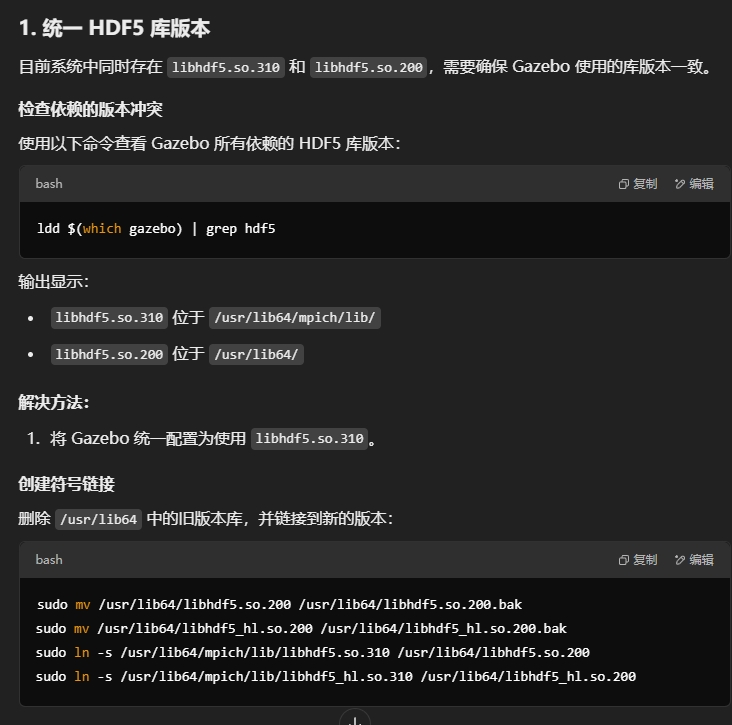 1. 统一 HDF5 库版本
目前系统中同时存在 libhdf5.so.310 和 libhdf5.so.200，需要确保 Gazebo 使用的库版本一致。
检查依赖的版本冲突
使用以下命令查看 Gazebo 所有依赖的 HDF5 库版本：
bash 复制 编辑
ldd $(which gazebo) | grep hdf5
输出显示：
• libhdf5.so.310 位于 /usr/lib64/mpich/lib/
• libhdf5.so.200 位于 /usr/lib64/
解决方法：
1. 将 Gazebo 统一配置为使用 libhdf5.so.310。
创建符号链接
删除 /usr/lib64 中的旧版本库，并链接到新的版本：
bash 复制 编辑
sudo mv /usr/lib64/libhdf5.so.200 /usr/lib64/libhdf5.so.200.bak
sudo mv /usr/lib64/libhdf5_hl.so.200 /usr/lib64/libhdf5_hl.so.200.bak
sudo ln -s /usr/lib64/mpich/lib/libhdf5.so.310 /usr/lib64/libhdf5.so.200
sudo ln -s /usr/lib64/mpich/lib/libhdf5_hl.so.310 /usr/lib64/libhdf5_hl.so.200